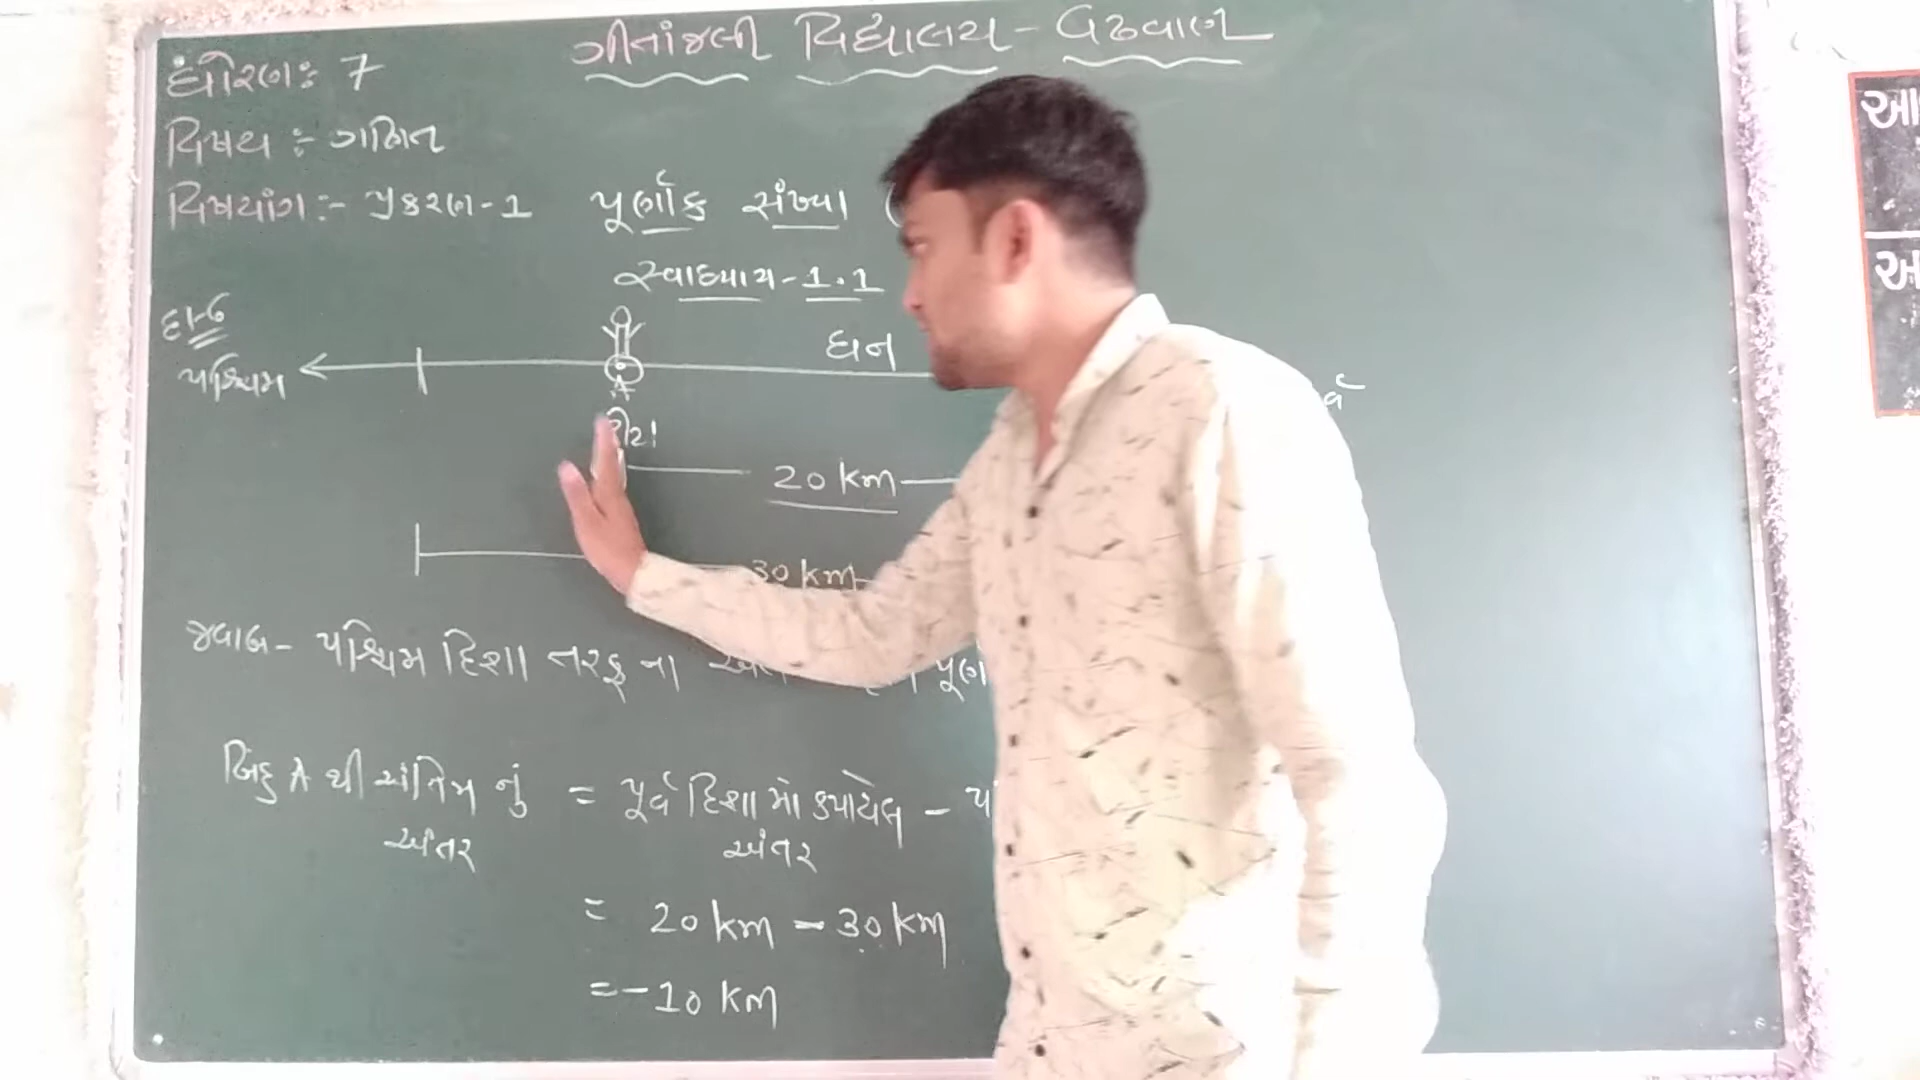 ગીતાંજલી વિદ્યાલય - વઢવાણ
ધોરણ: 7
વિષય :- ગણિત
વિષયાંગ :- પ્રકરણ-1 પૂર્ણાંક સંખ્યા (
સ્વાધ્યાય - 1.1
દા-6
ધન
પશ્ચિમ
A
20 km
30 km
જવાબ - પશ્ચિમ દિશા તરફ ના
બિંદુ A થી અંતિમ નું અંતર = પૂર્વ દિશા માં કપાયેલ અંતર -
= 20 km - 30 km
= -10 km
આ